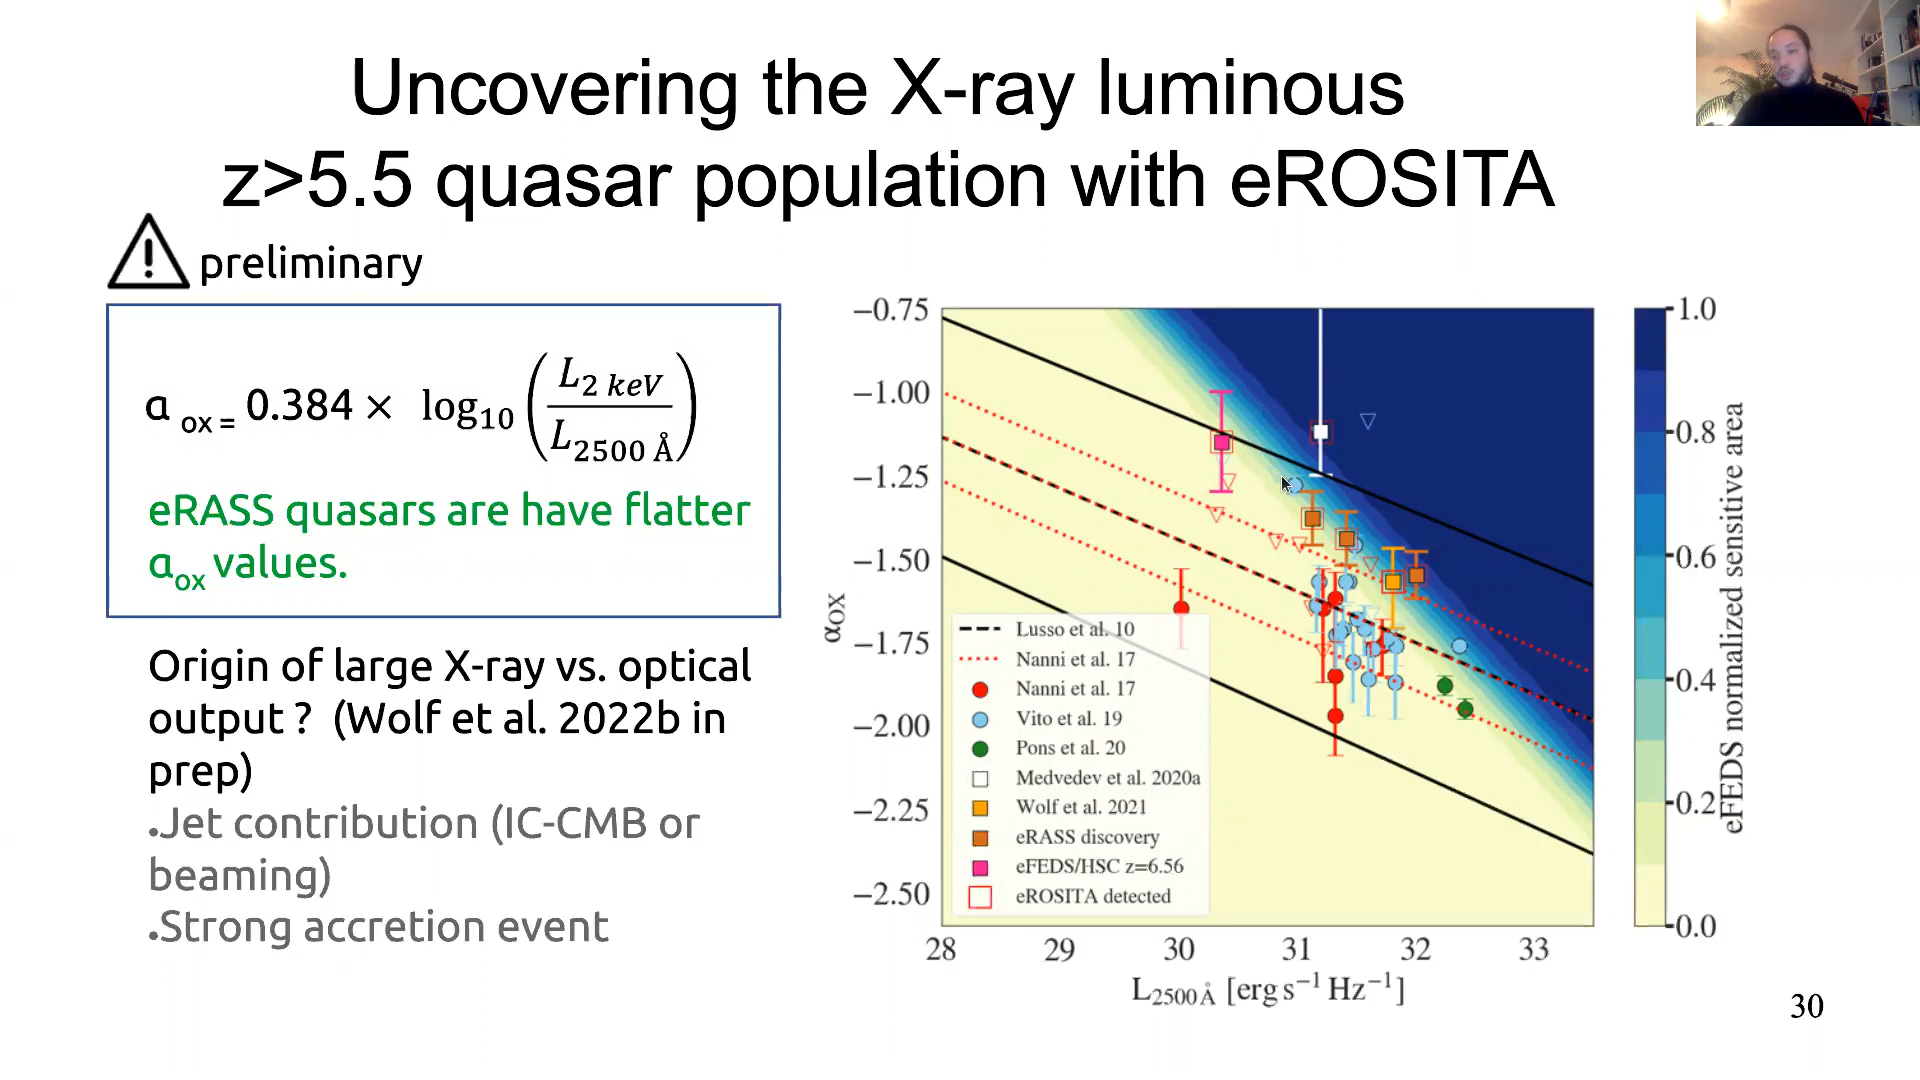 Uncovering the X-ray luminous
z>5.5 quasar population with eROSITA
preliminary
α ox = 0.384 × log10 (L2 keV / L2500 Å)
eRASS quasars are have flatter
αox values.
Origin of large X-ray vs. optical
output ? (Wolf et al. 2022b in
prep)
•Jet contribution (IC-CMB or
beaming)
•Strong accretion event
−0.75
−1.00
−1.25
−1.50
−1.75
−2.00
−2.25
−2.50
αOX
Lusso et al. 10
Nanni et al. 17
Nanni et al. 17
Vito et al. 19
Pons et al. 20
Medvedev et al. 2020a
Wolf et al. 2021
eRASS discovery
eFEDS/HSC z=6.56
eROSITA detected
28 29 30 31 32 33
L2500Å [erg s−1 Hz−1]
1.0
0.8
0.6
0.4
0.2
0.0
eFEDS normalized sensitive area
30